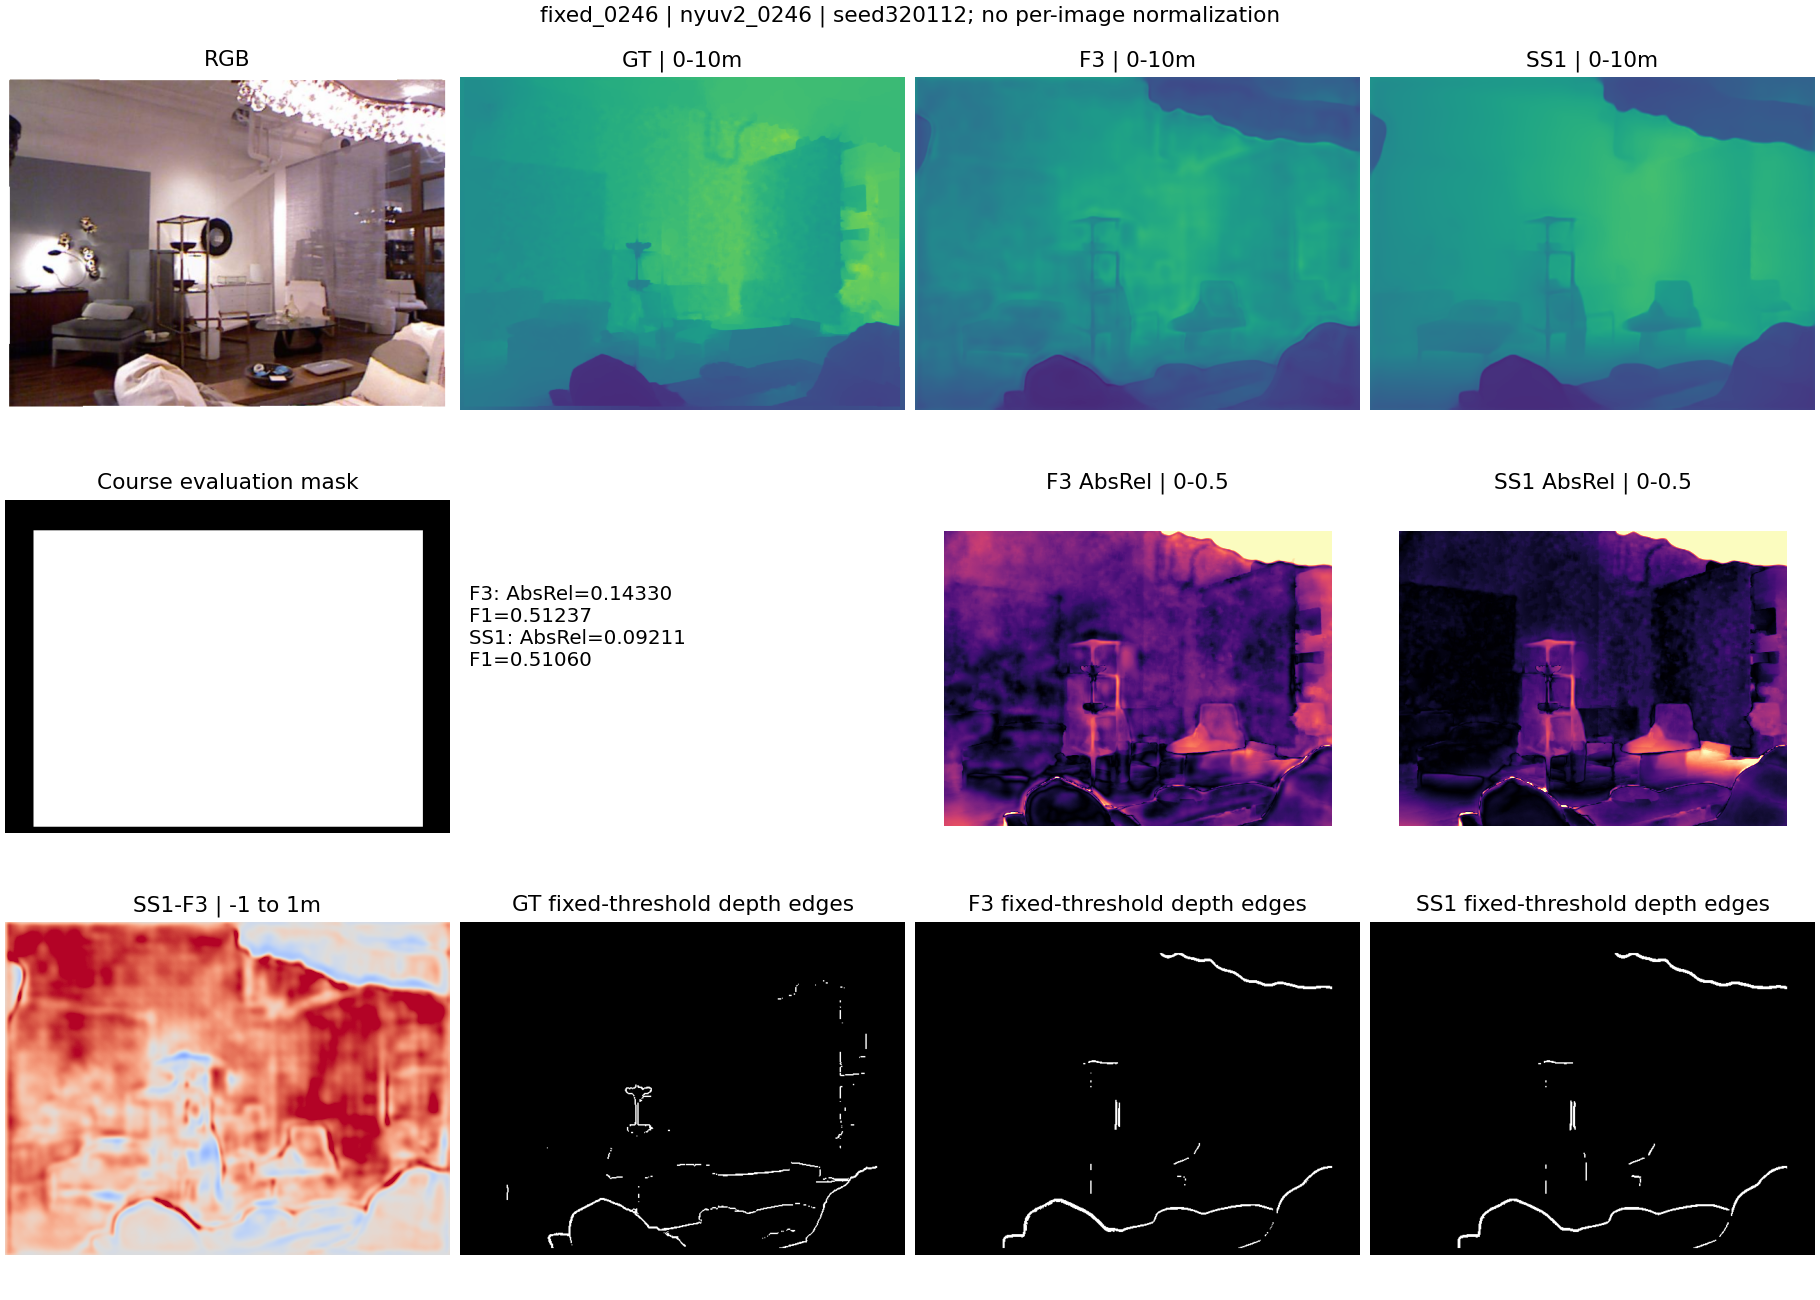 fixed_0246 | nyuv2_0246 | seed320112; no per-image normalization
RGB
GT | 0-10m
F3 | 0-10m
SS1 | 0-10m
Course evaluation mask
F3 AbsRel | 0-0.5
SS1 AbsRel | 0-0.5
F3: AbsRel=0.14330
F1=0.51237
SS1: AbsRel=0.09211
F1=0.51060
SS1-F3 | -1 to 1m
GT fixed-threshold depth edges
F3 fixed-threshold depth edges
SS1 fixed-threshold depth edges